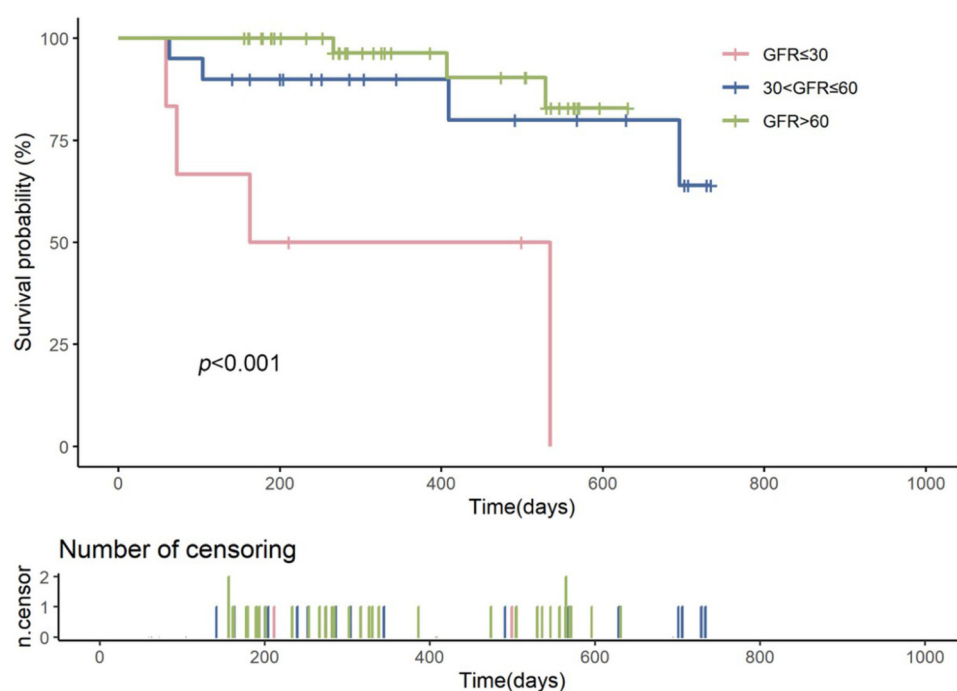 100
75
50
25
0
Survival probability (%)
GFR≤30
30<GFR≤60
GFR>60
p<0.001
0 200 400 600 800 1000
Time(days)
Number of censoring
n.censor
2
1
0
0 200 400 600 800 1000
Time(days)